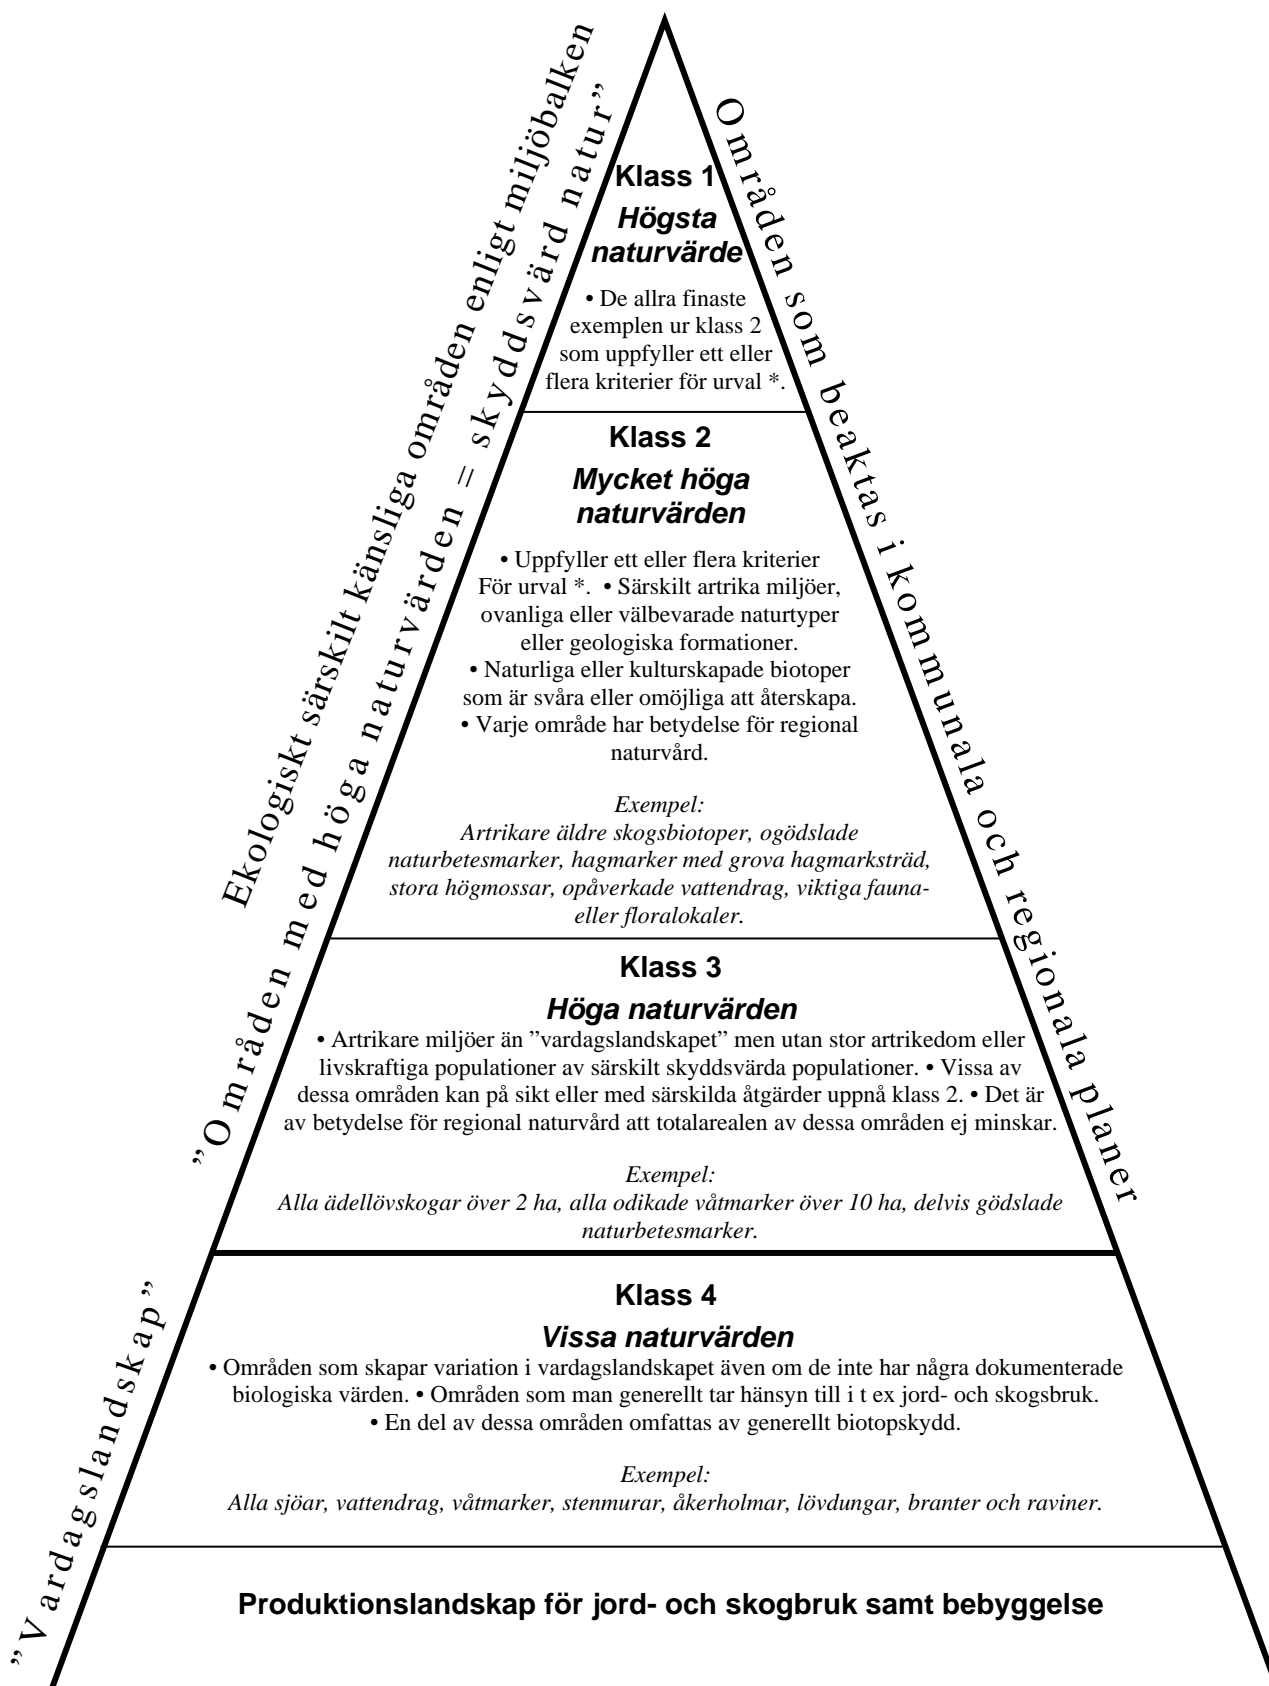 Ekologiskt särskilt känsliga områden enligt miljöbalken
”Områden med höga naturvärden = skyddsvärd natur”
Områden som beaktas i kommunala och regionala planer
Klass 1
Högsta
naturvärde
• De allra finaste
exemplen ur klass 2
som uppfyller ett eller
flera kriterier för urval *.
Klass 2
Mycket höga
naturvärden
• Uppfyller ett eller flera kriterier
För urval *. • Särskilt artrika miljöer,
ovanliga eller välbevarade naturtyper
eller geologiska formationer.
• Naturliga eller kulturskapade biotoper
som är svåra eller omöjliga att återskapa.
• Varje område har betydelse för regional
naturvård.
Exempel:
Artrikare äldre skogsbiotoper, ogödslade
naturbetesmarker, hagmarker med grova hagmarksträd,
stora högmossar, opåverkade vattendrag, viktiga fauna-
eller floralokaler.
Klass 3
Höga naturvärden
• Artrikare miljöer än ”vardagslandskapet” men utan stor artrikedom eller
livskraftiga populationer av särskilt skyddsvärda populationer. • Vissa av
dessa områden kan på sikt eller med särskilda åtgärder uppnå klass 2. • Det är
av betydelse för regional naturvård att totalarealen av dessa områden ej minskar.
Exempel:
Alla ädellövskogar över 2 ha, alla odikade våtmarker över 10 ha, delvis gödslade
naturbetesmarker.
”Vardagslandskap”
Klass 4
Vissa naturvärden
• Områden som skapar variation i vardagslandskapet även om de inte har några dokumenterade
biologiska värden. • Områden som man generellt tar hänsyn till i t ex jord- och skogsbruk.
• En del av dessa områden omfattas av generellt biotopskydd.
Exempel:
Alla sjöar, vattendrag, våtmarker, stenmurar, åkerholmar, lövdungar, branter och raviner.
Produktionslandskap för jord- och skogbruk samt bebyggelse